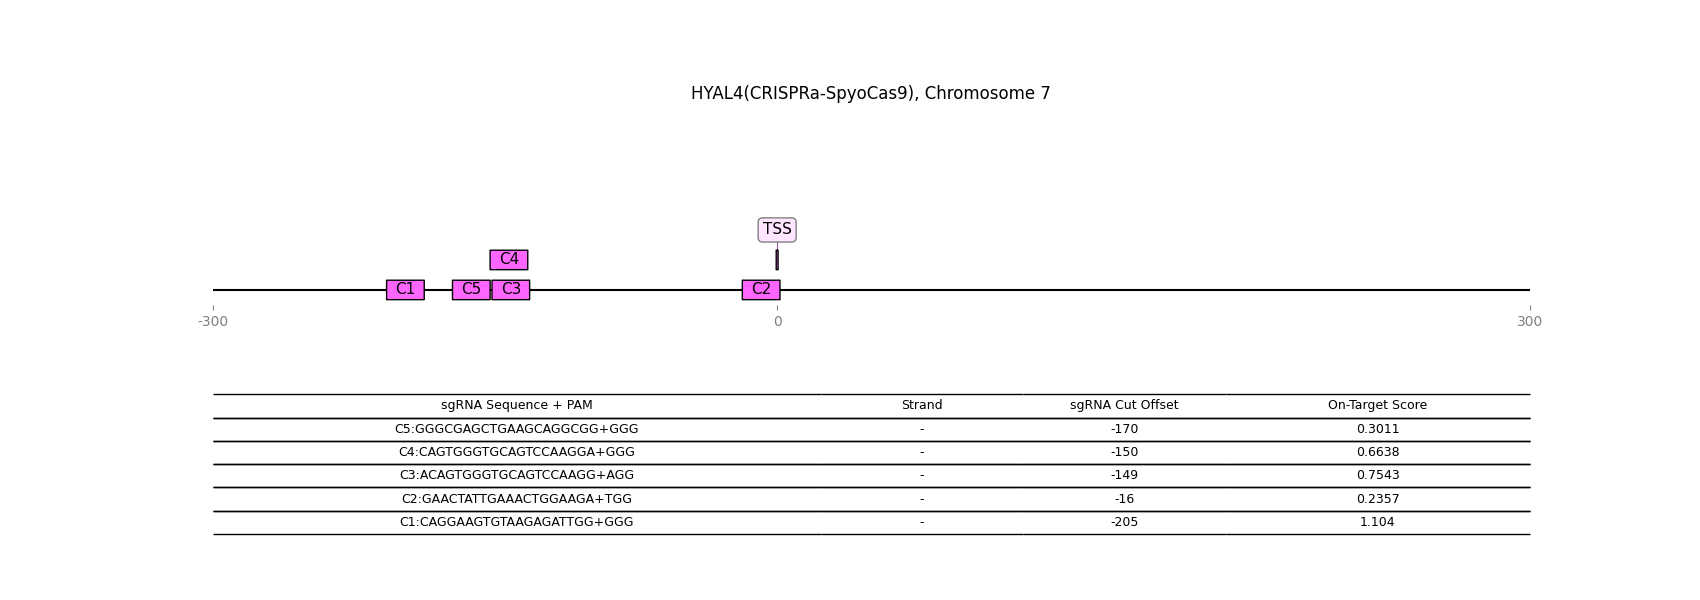 HYAL4(CRISPRa-SpyoCas9), Chromosome 7
TSS
C4
C1 C5 C3 C2
-300 0 300
sgRNA Sequence + PAM Strand sgRNA Cut Offset On-Target Score
C5:GGGCGAGCTGAAGCAGGCGG+GGG - -170 0.3011
C4:CAGTGGGTGCAGTCCAAGGA+GGG - -150 0.6638
C3:ACAGTGGGTGCAGTCCAAGG+AGG - -149 0.7543
C2:GAACTATTGAAACTGGAAGA+TGG - -16 0.2357
C1:CAGGAAGTGTAAGAGATTGG+GGG - -205 1.104